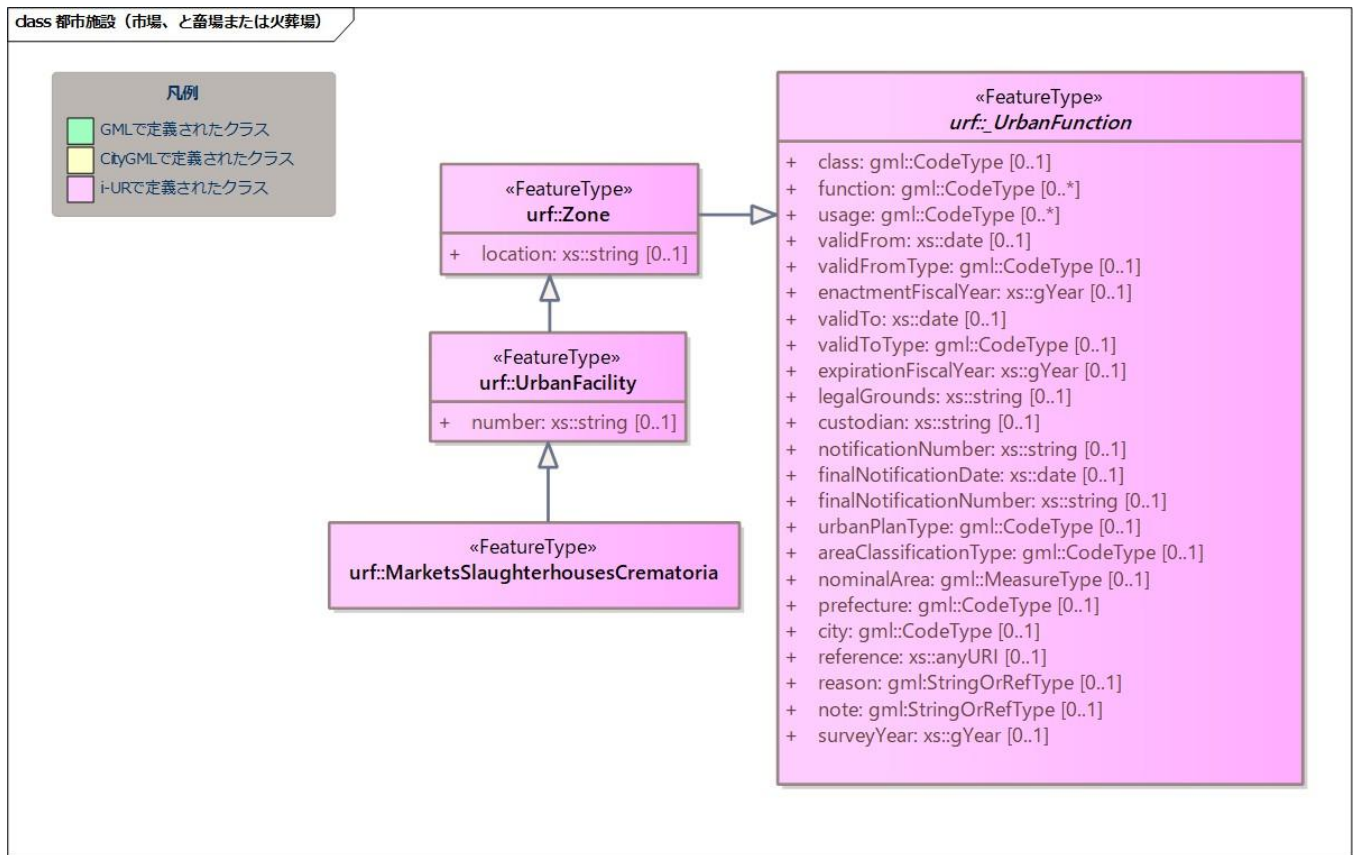 class 都市施設（市場、と畜場または火葬場）
凡例
GMLで定義されたクラス
CityGMLで定義されたクラス
i-URで定義されたクラス
«FeatureType»
urf::Zone
+ location: xs::string [0..1]
«FeatureType»
urf::UrbanFacility
+ number: xs::string [0..1]
«FeatureType»
urf::MarketsSlaughterhousesCrematoria
«FeatureType»
urf::_UrbanFunction
+ class: gml::CodeType [0..1]
+ function: gml::CodeType [0..*]
+ usage: gml::CodeType [0..*]
+ validFrom: xs::date [0..1]
+ validFromType: gml::CodeType [0..1]
+ enactmentFiscalYear: xs::gYear [0..1]
+ validTo: xs::date [0..1]
+ validToType: gml::CodeType [0..1]
+ expirationFiscalYear: xs::gYear [0..1]
+ legalGrounds: xs::string [0..1]
+ custodian: xs::string [0..1]
+ notificationNumber: xs::string [0..1]
+ finalNotificationDate: xs::date [0..1]
+ finalNotificationNumber: xs::string [0..1]
+ urbanPlanType: gml::CodeType [0..1]
+ areaClassificationType: gml::CodeType [0..1]
+ nominalArea: gml::MeasureType [0..1]
+ prefecture: gml::CodeType [0..1]
+ city: gml::CodeType [0..1]
+ reference: xs::anyURI [0..1]
+ reason: gml:StringOrRefType [0..1]
+ note: gml:StringOrRefType [0..1]
+ surveyYear: xs::gYear [0..1]